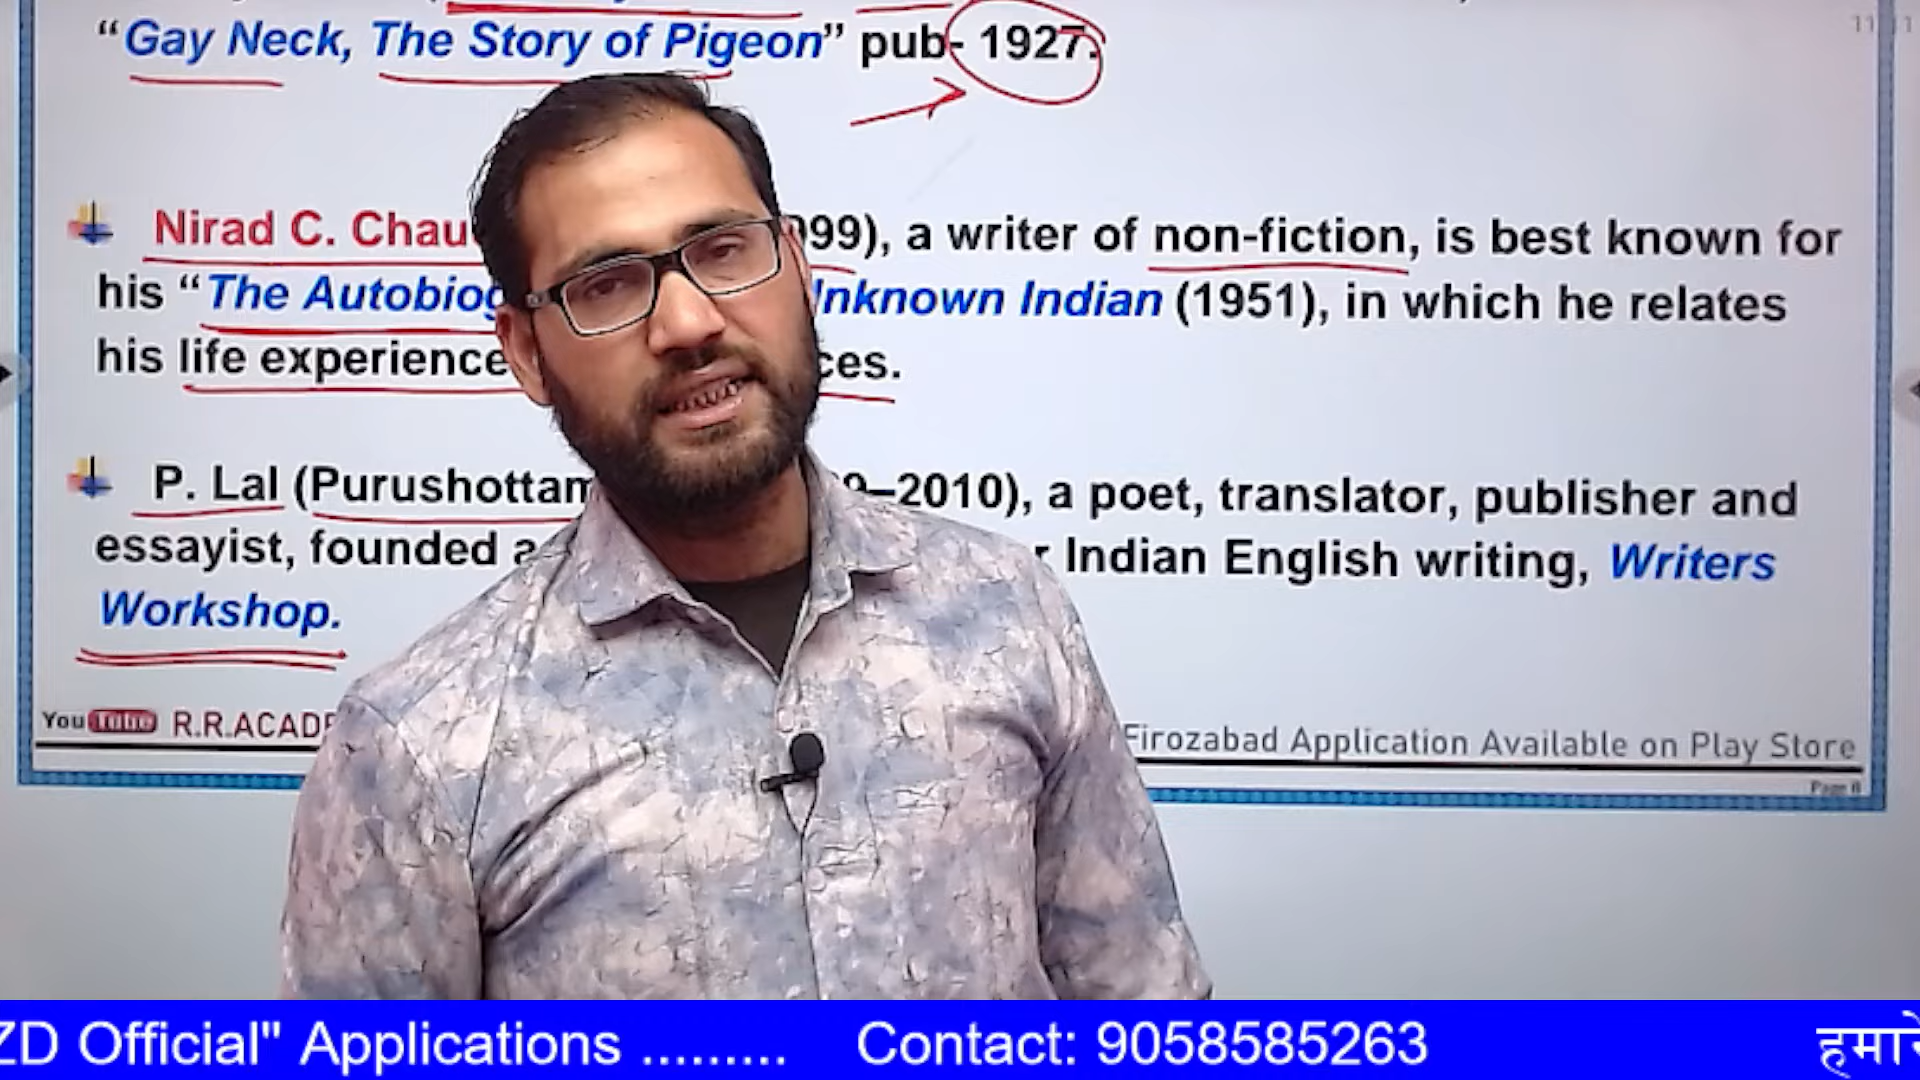 “Gay Neck, The Story of Pigeon” pub- 1927.
Nirad C. Chau 999), a writer of non-fiction, is best known for
his “The Autobiog Unknown Indian (1951), in which he relates
his life experience ces.
P. Lal (Purushottam 9–2010), a poet, translator, publisher and
essayist, founded a r Indian English writing, Writers
Workshop.
YouTube R.R.ACADE Firozabad Application Available on Play Store
ZD Official" Applications ......... Contact: 9058585263 हमारे